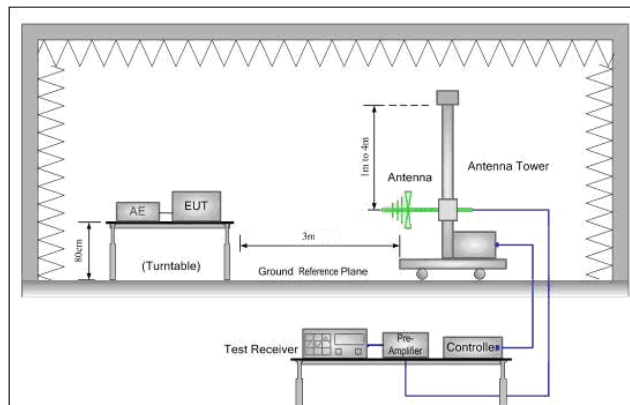 1m to 4m
Antenna
Antenna Tower
AE
EUT
80cm
(Turntable)
3m
Ground Reference Plane
Test Receiver
Pre-
Amplifier
Controller